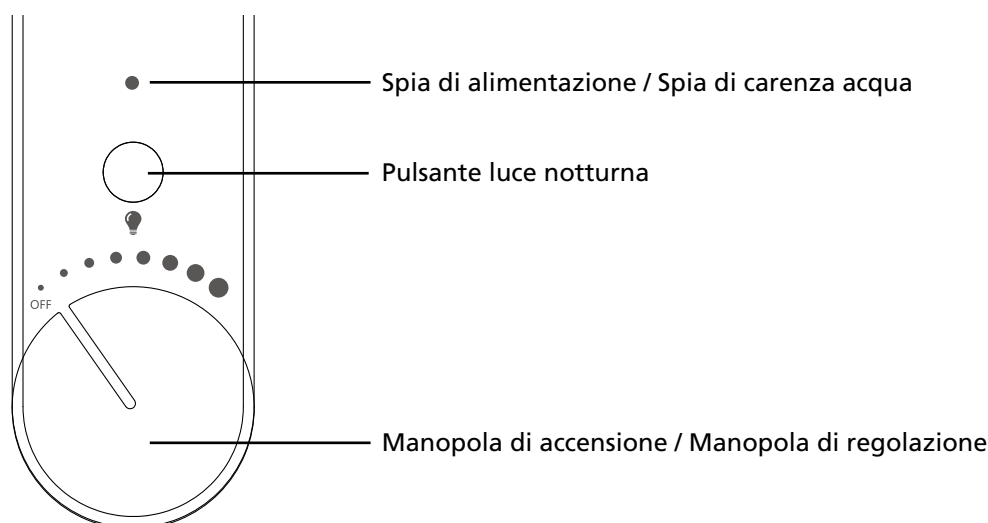 Spia di alimentazione / Spia di carenza acqua
Pulsante luce notturna
OFF
Manopola di accensione / Manopola di regolazione